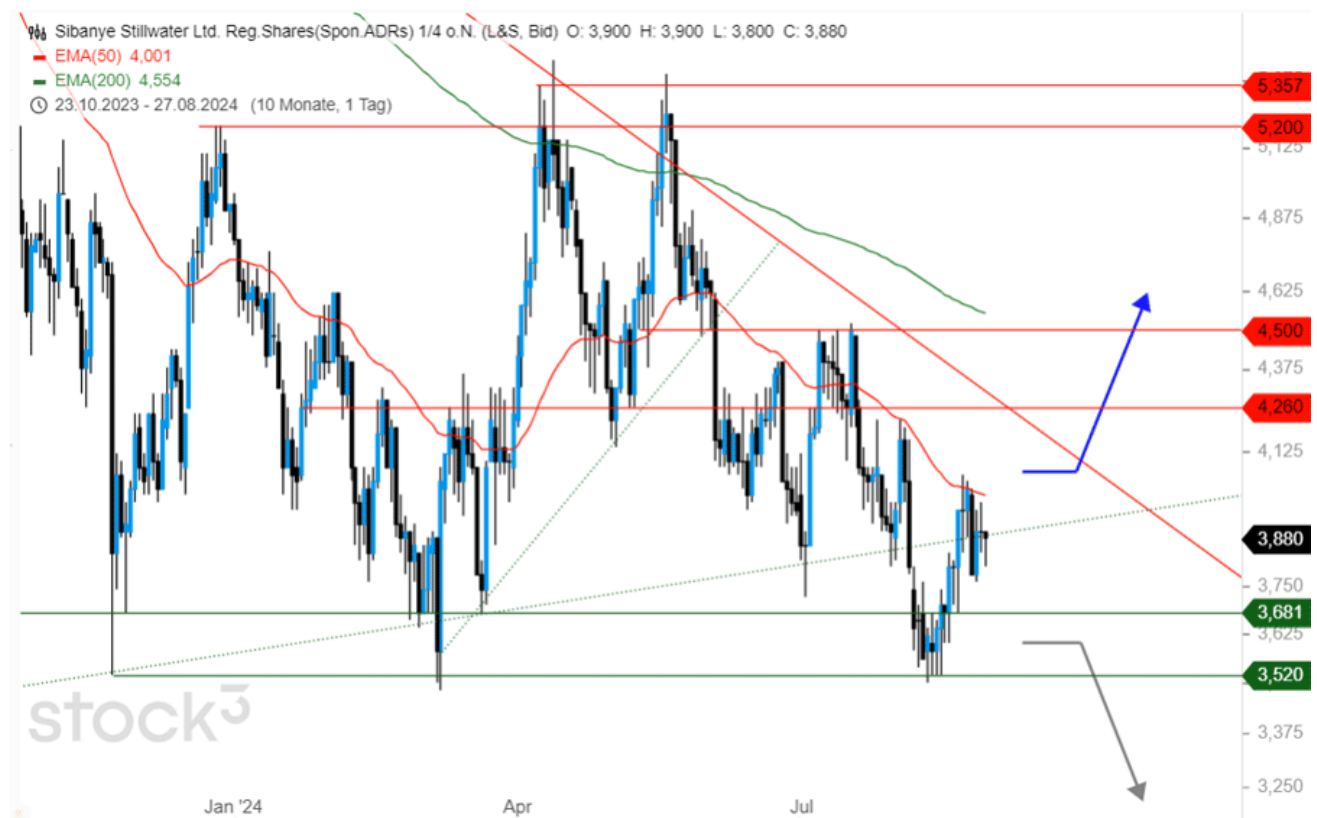 Sibanye Stillwater Ltd. Reg.Shares(Spon.ADRs) 1/4 o.N. (L&S, Bid) O: 3,900 H: 3,900 L: 3,800 C: 3,880
EMA(50) 4,001
EMA(200) 4,554
23.10.2023 - 27.08.2024 (10 Monate, 1 Tag)
5,357
5,200
5,125
4,875
4,625
4,500
4,375
4,260
4,125
3,880
3,750
3,681
3,625
3,520
3,375
3,250
stock3
Jan '24
Apr
Jul